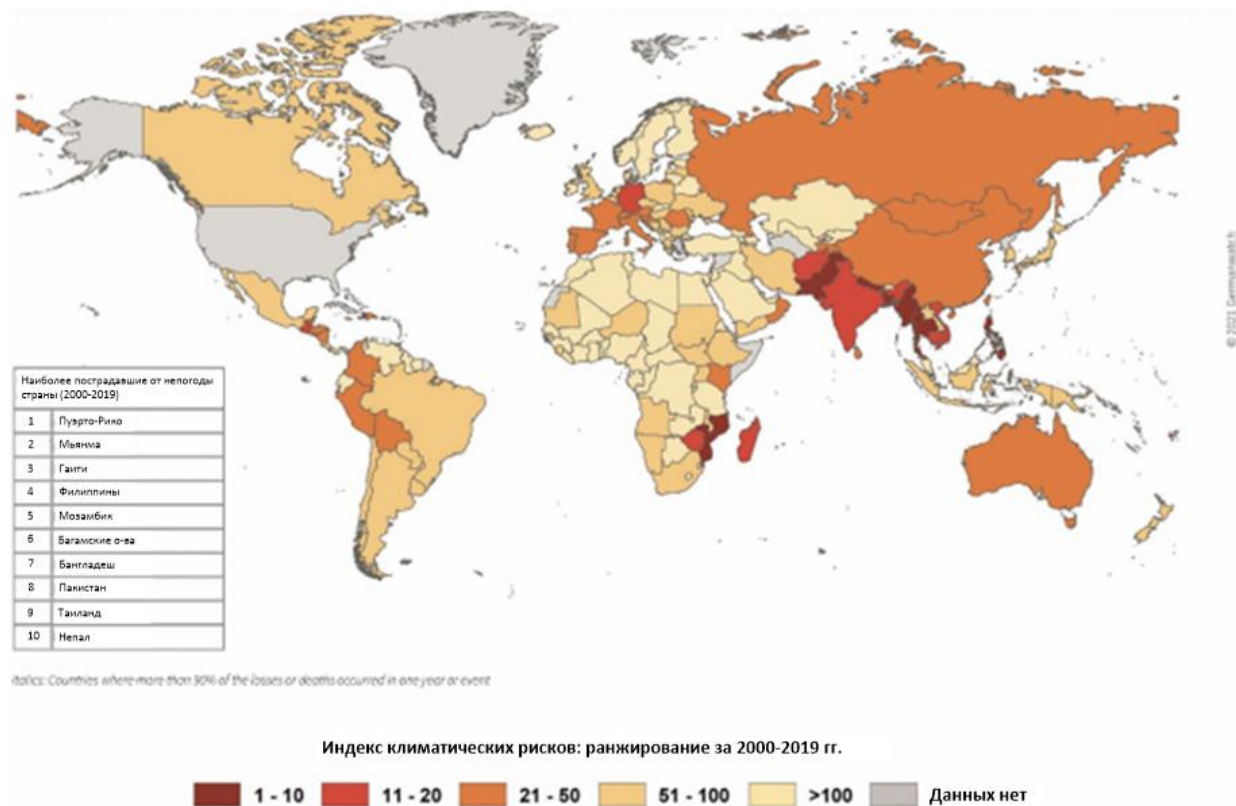 © 2021 Germanwatch
Наиболее пострадавшие от непогоды
страны (2000-2019)
1 Пуэрто-Рико
2 Мьянма
3 Гаити
4 Филиппины
5 Мозамбик
6 Багамские о-ва
7 Бангладеш
8 Пакистан
9 Таиланд
10 Непал
Italics: Countries where more than 90% of the losses or deaths occurred in one year or event
Индекс климатических рисков: ранжирование за 2000-2019 гг.
1 - 10 11 - 20 21 - 50 51 - 100 >100 Данных нет